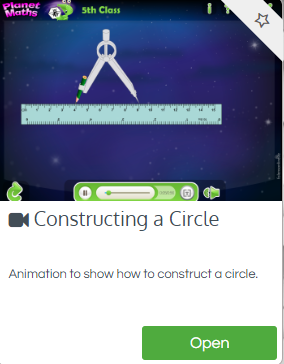 Planet
Maths
5th Class
Constructing a Circle
Animation to show how to construct a circle.
Open